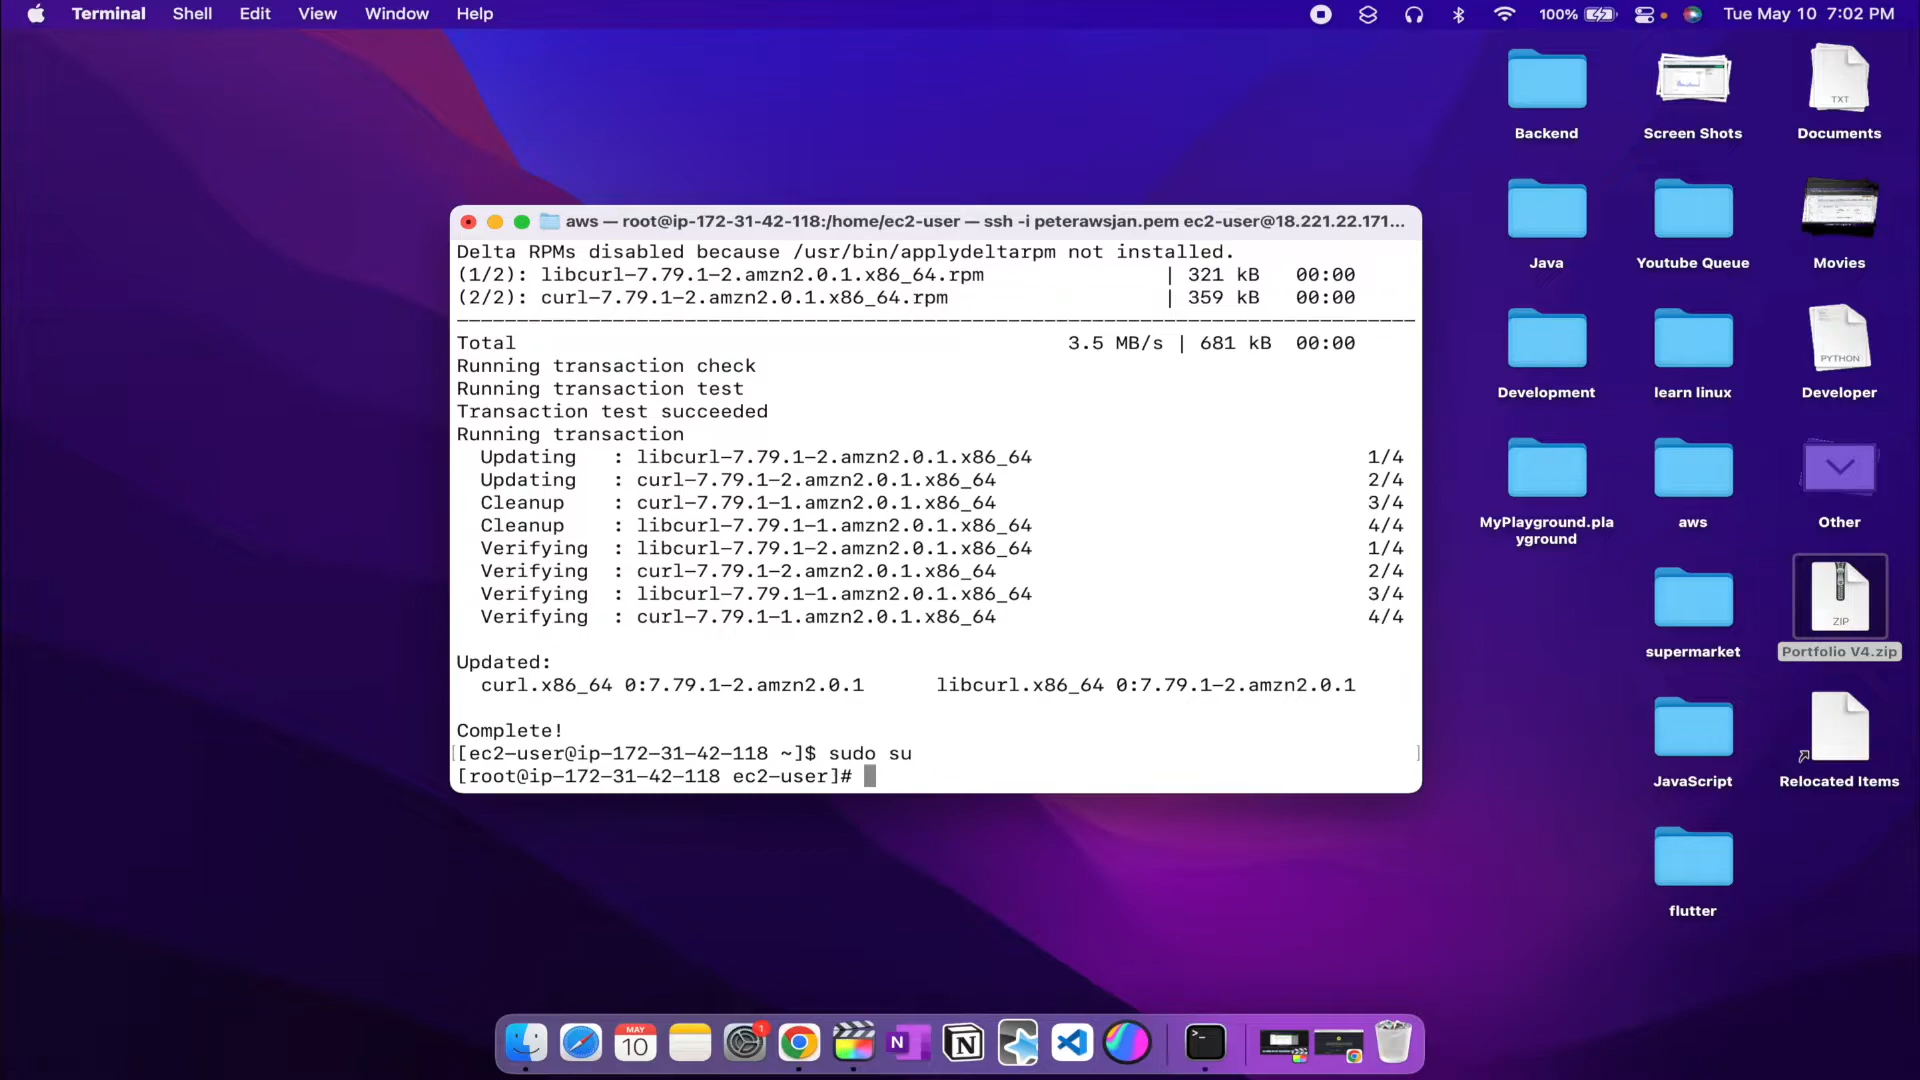 Terminal Shell Edit View Window Help 100% Tue May 10 7:02 PM
aws — root@ip-172-31-42-118:/home/ec2-user — ssh -i peterawsjan.pem ec2-user@18.221.22.171...
Delta RPMs disabled because /usr/bin/applydeltarpm not installed.
(1/2): libcurl-7.79.1-2.amzn2.0.1.x86_64.rpm | 321 kB 00:00
(2/2): curl-7.79.1-2.amzn2.0.1.x86_64.rpm | 359 kB 00:00
--------------------------------------------------------------------------------
Total 3.5 MB/s | 681 kB 00:00
Running transaction check
Running transaction test
Transaction test succeeded
Running transaction
Updating : libcurl-7.79.1-2.amzn2.0.1.x86_64 1/4
Updating : curl-7.79.1-2.amzn2.0.1.x86_64 2/4
Cleanup : curl-7.79.1-1.amzn2.0.1.x86_64 3/4
Cleanup : libcurl-7.79.1-1.amzn2.0.1.x86_64 4/4
Verifying : libcurl-7.79.1-2.amzn2.0.1.x86_64 1/4
Verifying : curl-7.79.1-2.amzn2.0.1.x86_64 2/4
Verifying : libcurl-7.79.1-1.amzn2.0.1.x86_64 3/4
Verifying : curl-7.79.1-1.amzn2.0.1.x86_64 4/4
Updated:
curl.x86_64 0:7.79.1-2.amzn2.0.1 libcurl.x86_64 0:7.79.1-2.amzn2.0.1
Complete!
[[ec2-user@ip-172-31-42-118 ~]$ sudo su ]
[root@ip-172-31-42-118 ec2-user]#
Backend
Screen Shots
TXT
Documents
Java
Youtube Queue
Movies
Development
learn linux
PYTHON
Developer
MyPlayground.pla
yground
aws
Other
supermarket
ZIP
Portfolio V4.zip
JavaScript
Relocated Items
flutter
MAY
10
1
N
N
>_